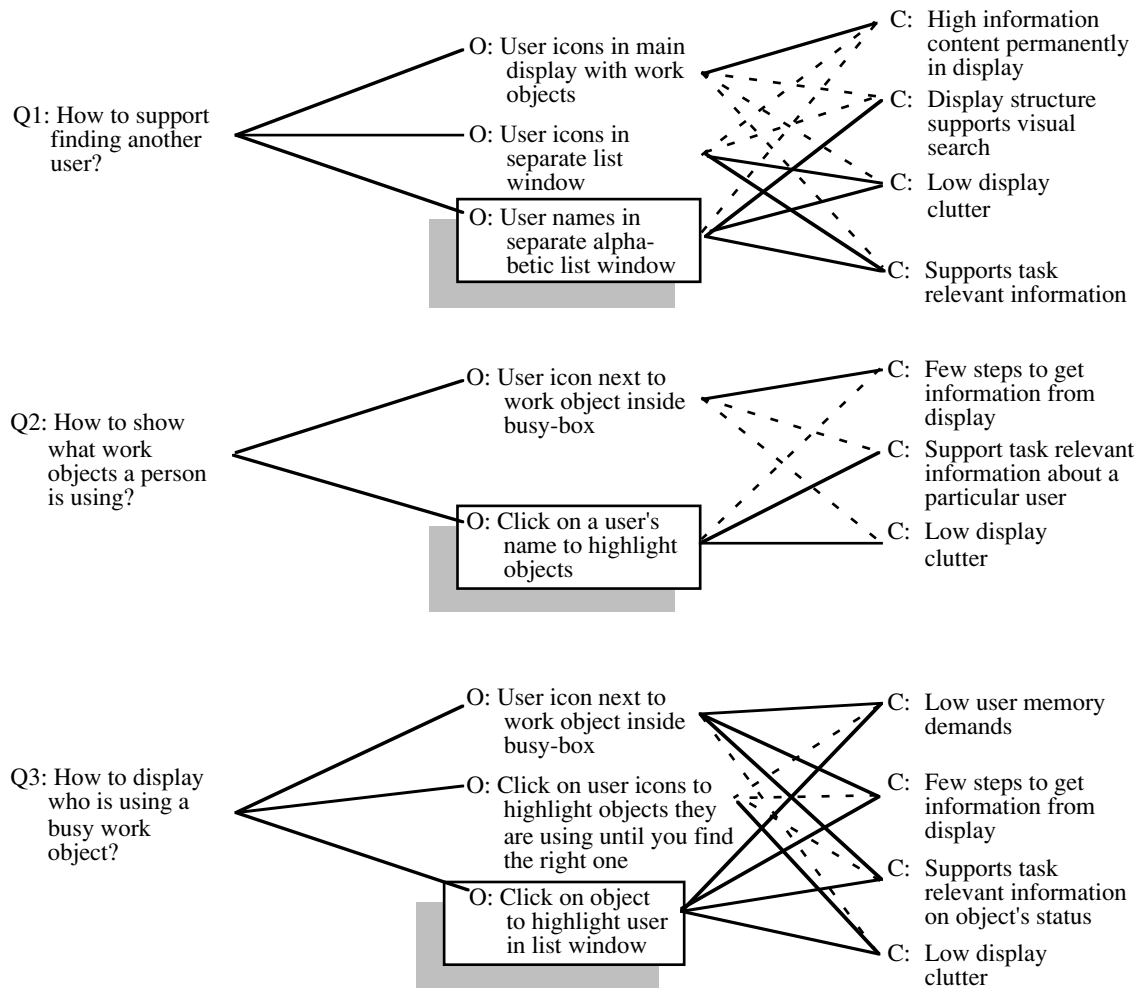 Q1: How to support
finding another
user?
O: User icons in main
display with work
objects
O: User icons in
separate list
window
O: User names in
separate alpha-
betic list window
C: High information
content permanently
in display
C: Display structure
supports visual
search
C: Low display
clutter
C: Supports task
relevant information
Q2: How to show
what work
objects a person
is using?
O: User icon next to
work object inside
busy-box
O: Click on a user's
name to highlight
objects
C: Few steps to get
information from
display
C: Support task relevant
information about a
particular user
C: Low display
clutter
Q3: How to display
who is using a
busy work
object?
O: User icon next to
work object inside
busy-box
O: Click on user icons to
highlight objects they
are using until you find
the right one
O: Click on object
to highlight user
in list window
C: Low user memory
demands
C: Few steps to get
information from
display
C: Supports task
relevant information
on object's status
C: Low display
clutter